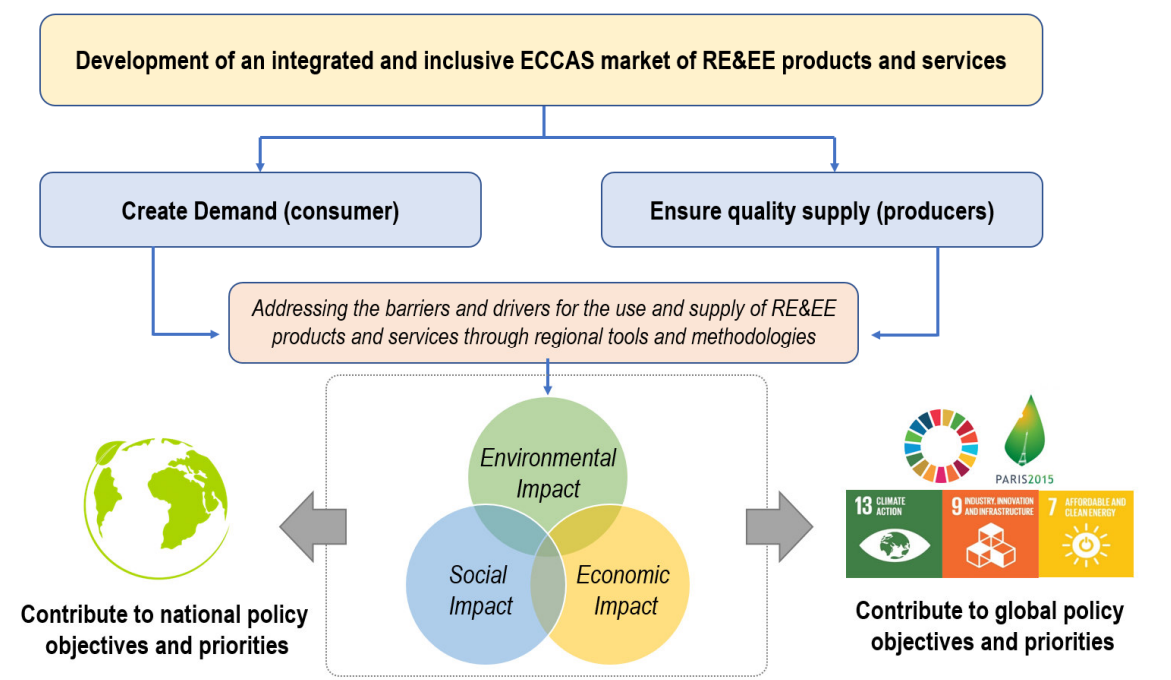 Development of an integrated and inclusive ECCAS market of RE&EE products and services
Create Demand (consumer)
Ensure quality supply (producers)
Addressing the barriers and drivers for the use and supply of RE&EE
products and services through regional tools and methodologies
Environmental
Impact
Social
Impact
Economic
Impact
Contribute to national policy
objectives and priorities
PARIS2015
13 CLIMATE
ACTION
9 INDUSTRY, INNOVATION
AND INFRASTRUCTURE
7 AFFORDABLE AND
CLEAN ENERGY
Contribute to global policy
objectives and priorities